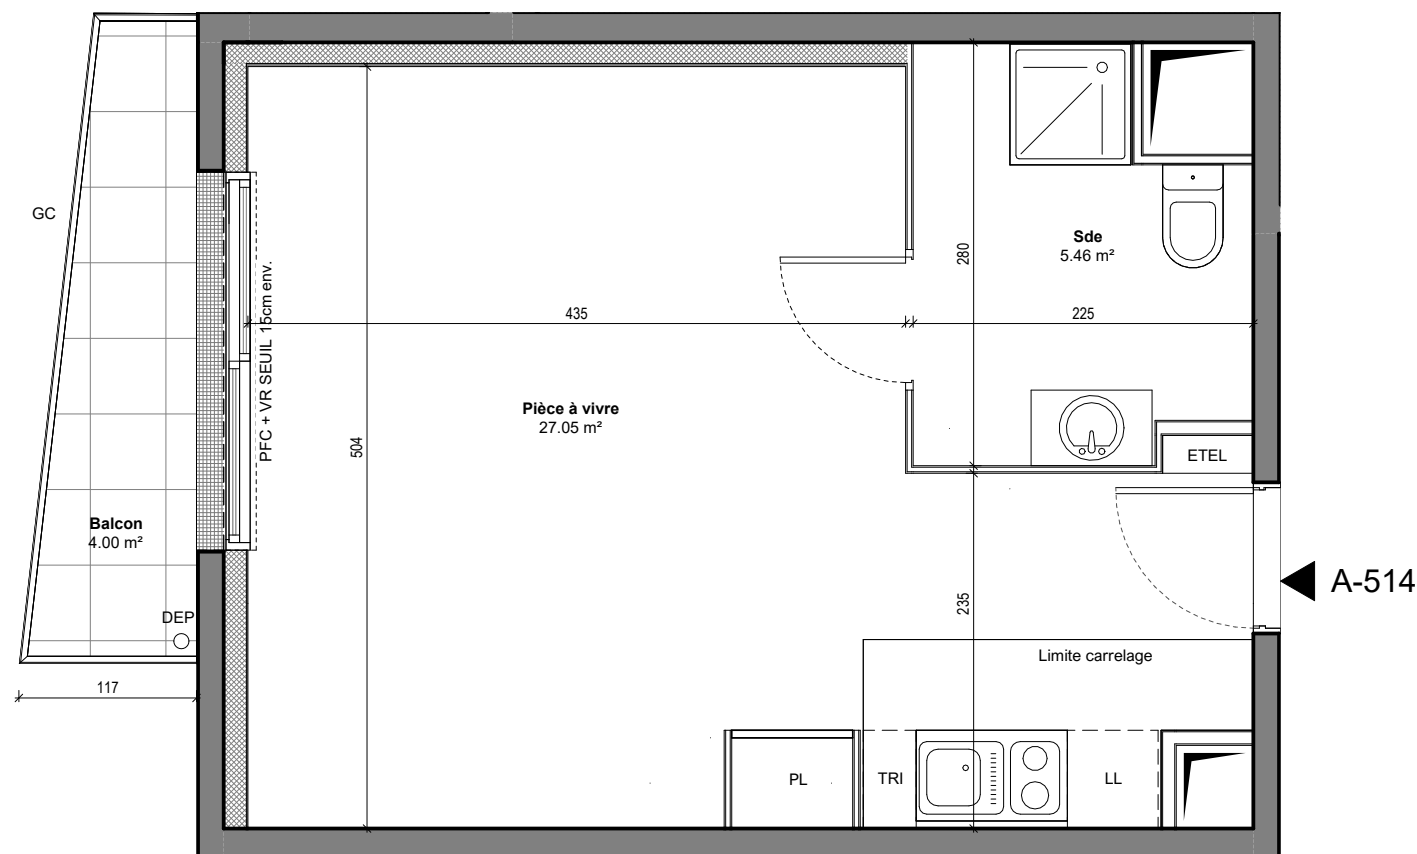 GC
Sde
5.46 m²
280
PFC + VR SEUIL 15cm env.
435
225
Pièce à vivre
27.05 m²
504
ETEL
Balcon
4.00 m²
A-514
235
DEP
Limite carrelage
117
PL
TRI
LL